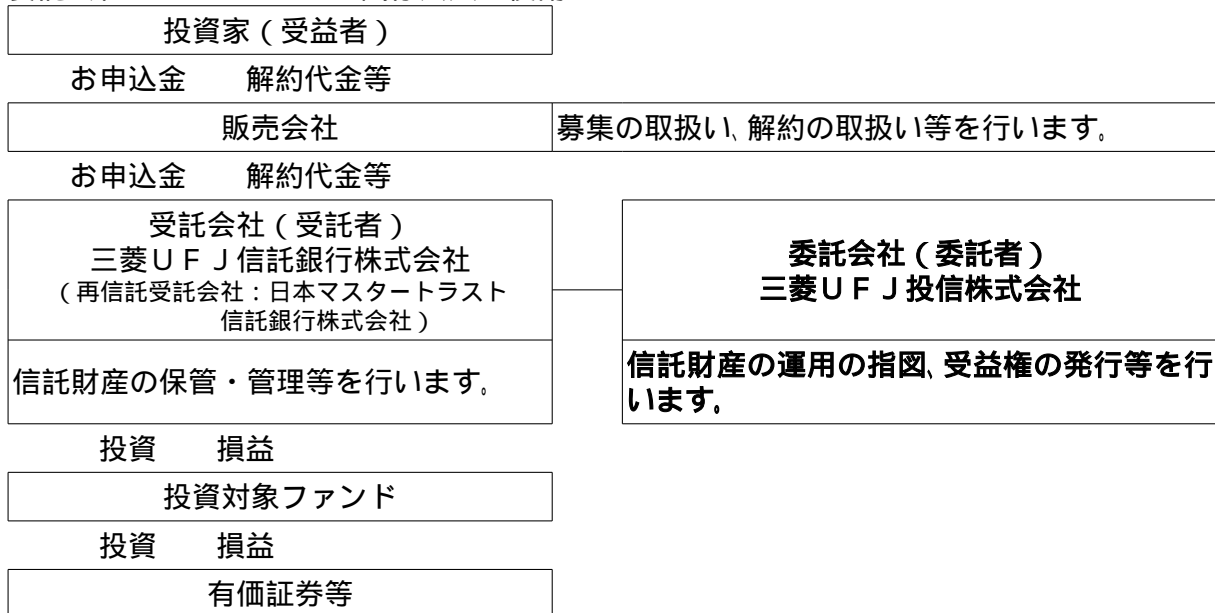 投資家(受益者)
お申込金 解約代金等
販売会社
募集の取扱い、解約の取扱い等を行います。
お申込金 解約代金等
受託会社(受託者)
三菱UFJ信託銀行株式会社
(再信託受託会社:日本マスタートラスト
信託銀行株式会社)
委託会社(委託者)
三菱UFJ投信株式会社
信託財産の保管・管理等を行います。
信託財産の運用の指図、受益権の発行等を行
います。
投資 損益
投資対象ファンド
投資 損益
有価証券等